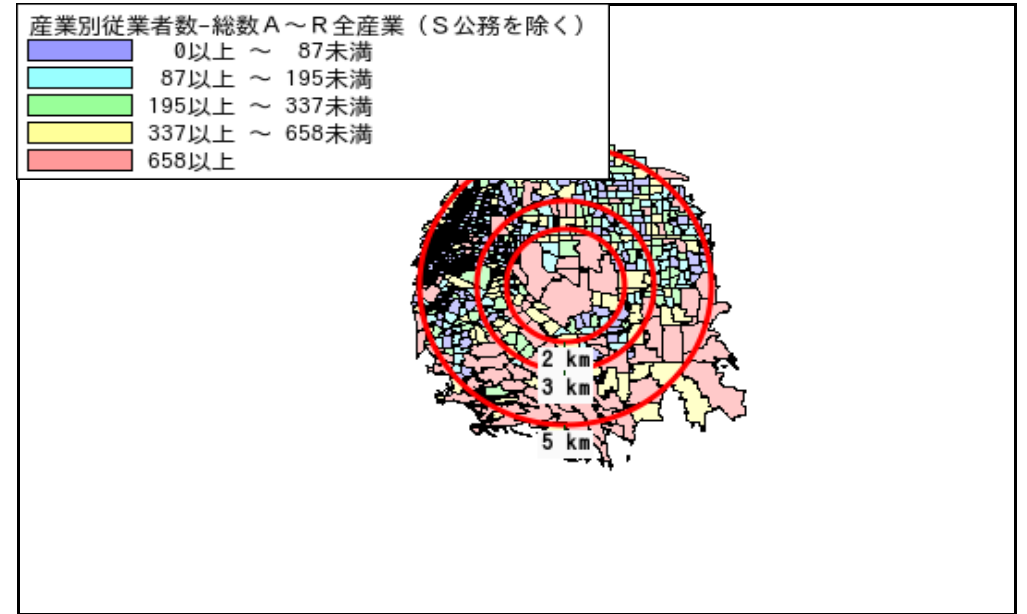 産業別従業者数−総数A〜R全産業（S公務を除く）
0以上 〜 87未満
87以上 〜 195未満
195以上 〜 337未満
337以上 〜 658未満
658以上
2 km
3 km
5 km